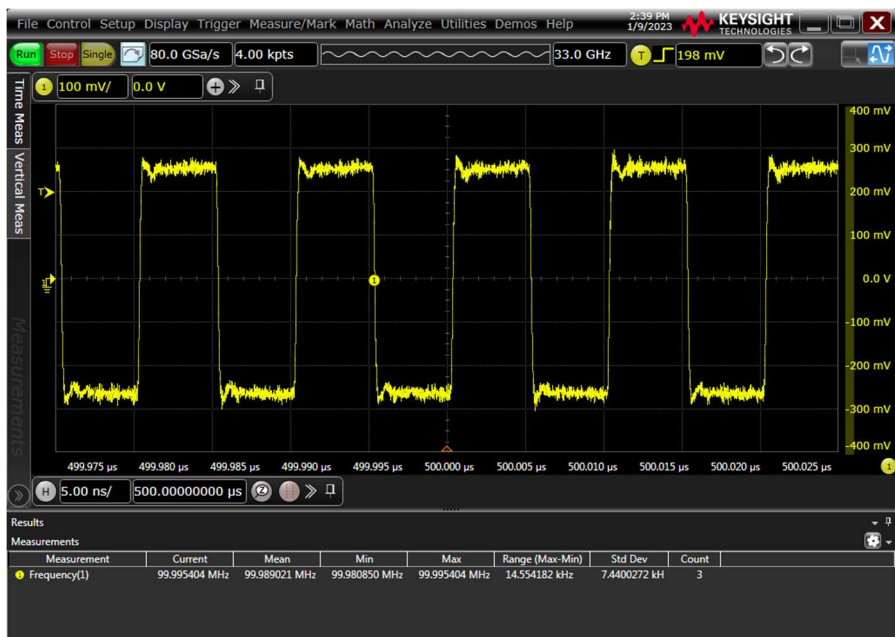 File Control Setup Display Trigger Measure/Mark Math Analyze Utilities Demos Help
2:39 PM
1/9/2023
KEYSIGHT
TECHNOLOGIES
Run Stop Single 80.0 GSa/s 4.00 kpts 33.0 GHz T 198 mV
1 100 mV/ 0.0 V
Time Meas
Vertical Meas
Measurements
400 mV
300 mV
T
200 mV
100 mV
1 0.0 V
-100 mV
-200 mV
-300 mV
-400 mV
499.975 µs 499.980 µs 499.985 µs 499.990 µs 499.995 µs 500.000 µs 500.005 µs 500.010 µs 500.015 µs 500.020 µs 500.025 µs 1
H 5.00 ns/ 500.00000000 µs
Results
Measurements
Measurement Current Mean Min Max Range (Max-Min) Std Dev Count
1 Frequency(1) 99.995404 MHz 99.989021 MHz 99.980850 MHz 99.995404 MHz 14.554182 kHz 7.4400272 kH 3